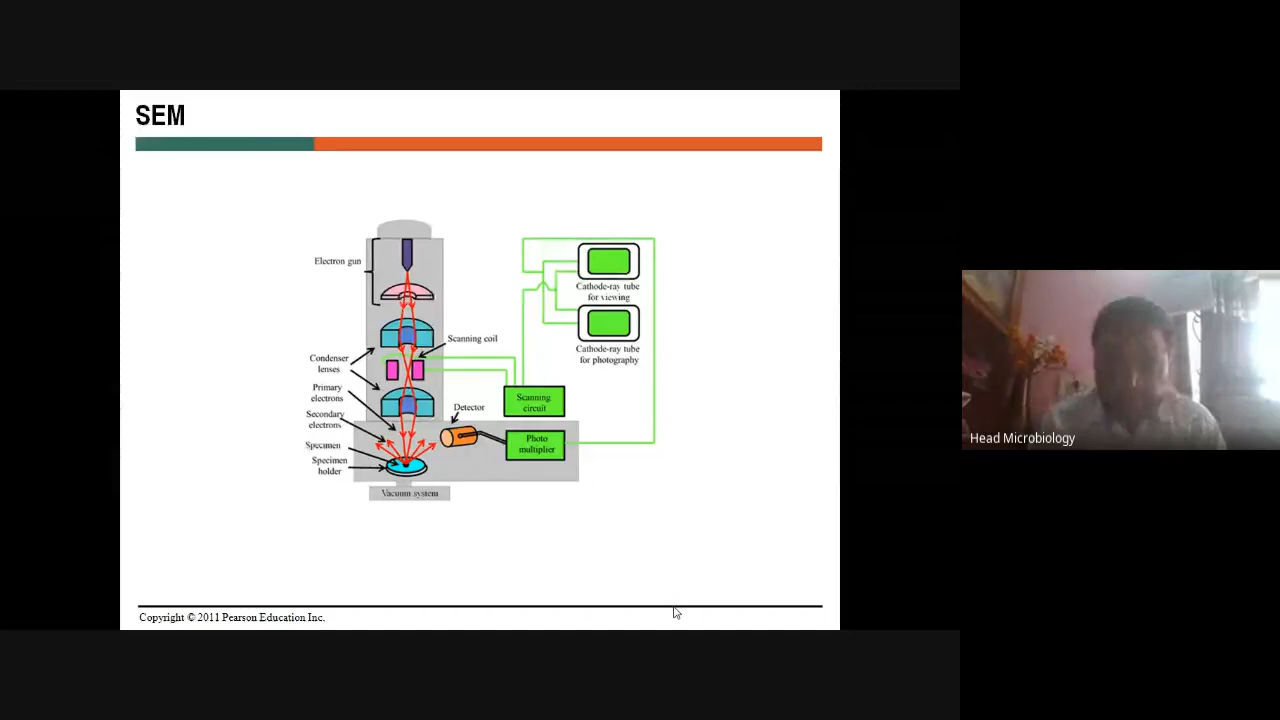 SEM
Electron gun
Cathode-ray tube
for viewing
Scanning coil
Cathode-ray tube
for photography
Condenser
lenses
Primary
electrons
Scanning
circuit
Secondary
electrons
Detector
Photo
multiplier
Specimen
Specimen
holder
Vacuum system
Head Microbiology
Copyright © 2011 Pearson Education Inc.